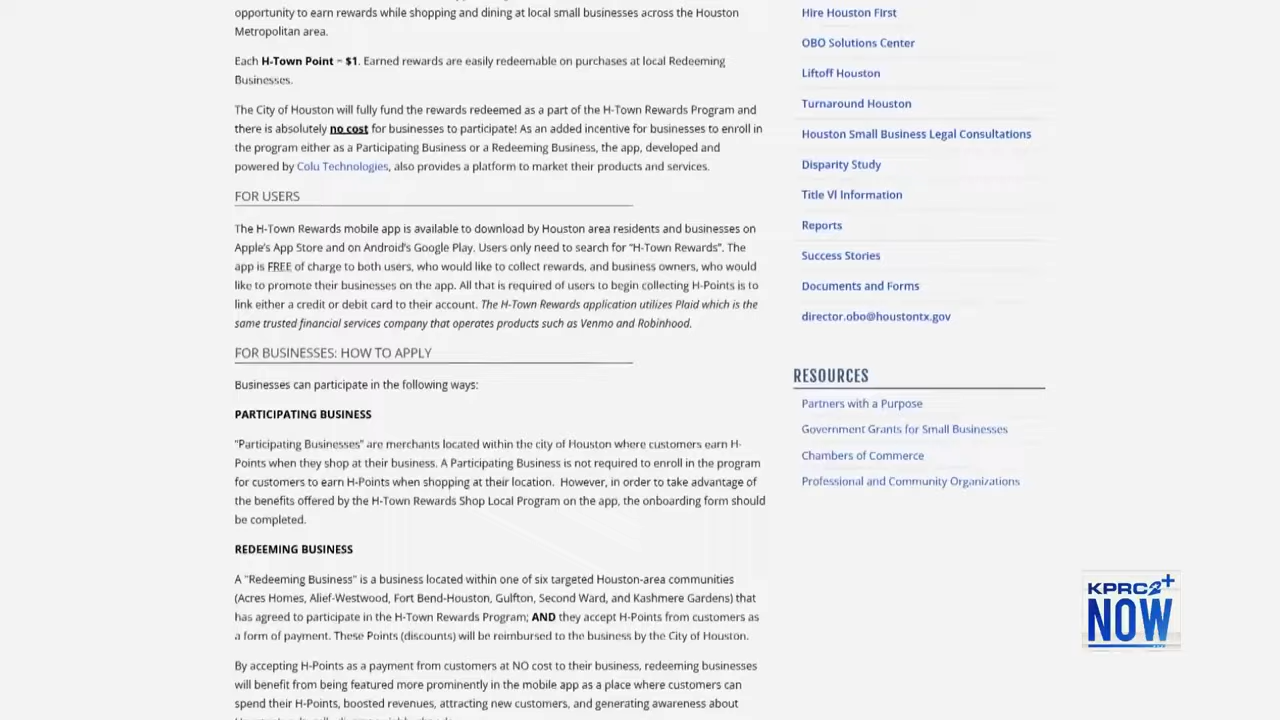 opportunity to earn rewards while shopping and dining at local small businesses across the Houston
Metropolitan area.
Each H-Town Point = $1. Earned rewards are easily redeemable on purchases at local Redeeming
Businesses.
The City of Houston will fully fund the rewards redeemed as a part of the H-Town Rewards Program and
there is absolutely no cost for businesses to participate! As an added incentive for businesses to enroll in
the program either as a Participating Business or a Redeeming Business, the app, developed and
powered by Colu Technologies, also provides a platform to market their products and services.
FOR USERS
The H-Town Rewards mobile app is available to download by Houston area residents and businesses on
Apple's App Store and on Android's Google Play. Users only need to search for "H-Town Rewards". The
app is FREE of charge to both users, who would like to collect rewards, and business owners, who would
like to promote their businesses on the app. All that is required of users to begin collecting H-Points is to
link either a credit or debit card to their account. The H-Town Rewards application utilizes Plaid which is the
same trusted financial services company that operates products such as Venmo and Robinhood.
FOR BUSINESSES: HOW TO APPLY
Businesses can participate in the following ways:
PARTICIPATING BUSINESS
"Participating Businesses" are merchants located within the city of Houston where customers earn H-
Points when they shop at their business. A Participating Business is not required to enroll in the program
for customers to earn H-Points when shopping at their location. However, in order to take advantage of
the benefits offered by the H-Town Rewards Shop Local Program on the app, the onboarding form should
be completed.
REDEEMING BUSINESS
A "Redeeming Business" is a business located within one of six targeted Houston-area communities
(Acres Homes, Alief-Westwood, Fort Bend-Houston, Gulfton, Second Ward, and Kashmere Gardens) that
has agreed to participate in the H-Town Rewards Program; AND they accept H-Points from customers as
a form of payment. These Points (discounts) will be reimbursed to the business by the City of Houston.
By accepting H-Points as a payment from customers at NO cost to their business, redeeming businesses
will benefit from being featured more prominently in the mobile app as a place where customers can
spend their H-Points, boosted revenues, attracting new customers, and generating awareness about
Hire Houston First
OBO Solutions Center
Liftoff Houston
Turnaround Houston
Houston Small Business Legal Consultations
Disparity Study
Title VI Information
Reports
Success Stories
Documents and Forms
director.obo@houstontx.gov
RESOURCES
Partners with a Purpose
Government Grants for Small Businesses
Chambers of Commerce
Professional and Community Organizations
KPRC 2+
NOW